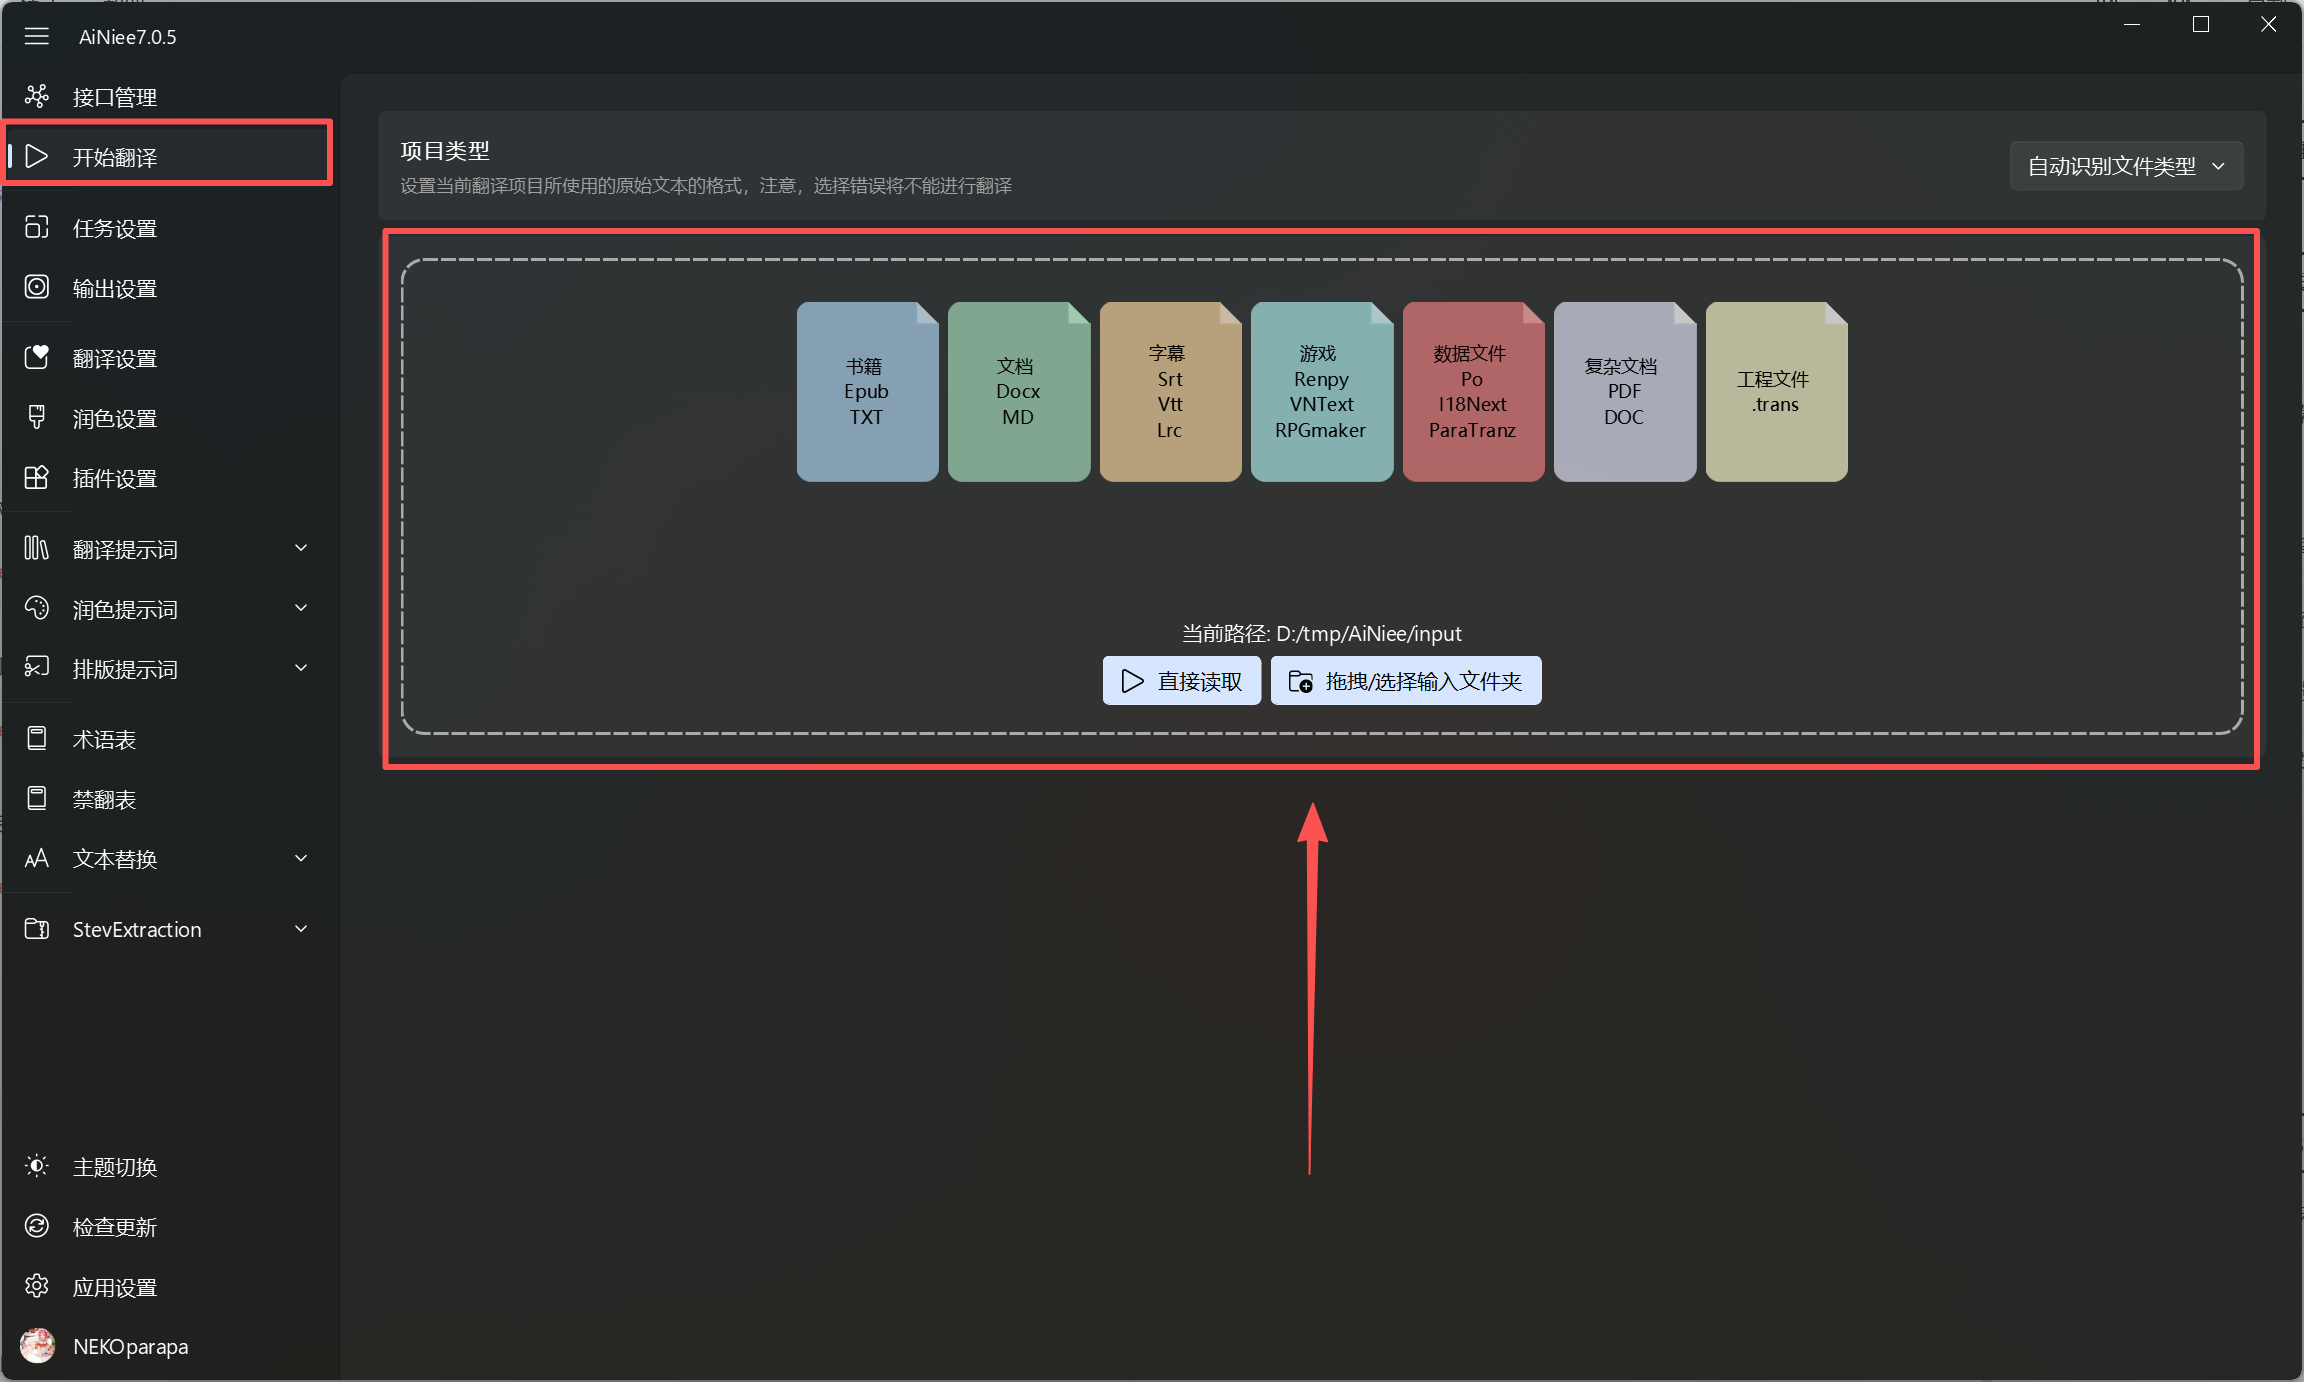 AiNiee7.0.5
接口管理
开始翻译
任务设置
输出设置
翻译设置
润色设置
插件设置
翻译提示词
润色提示词
排版提示词
术语表
禁翻表
文本替换
StevExtraction
主题切换
检查更新
应用设置
NEKOparapa
项目类型
设置当前翻译项目所使用的原始文本的格式，注意，选择错误将不能进行翻译
自动识别文件类型
书籍
Epub
TXT
文档
Docx
MD
字幕
Srt
Vtt
Lrc
游戏
Renpy
VNText
RPGmaker
数据文件
Po
I18Next
ParaTranz
复杂文档
PDF
DOC
工程文件
.trans
当前路径: D:/tmp/AiNiee/input
直接读取
拖拽/选择输入文件夹